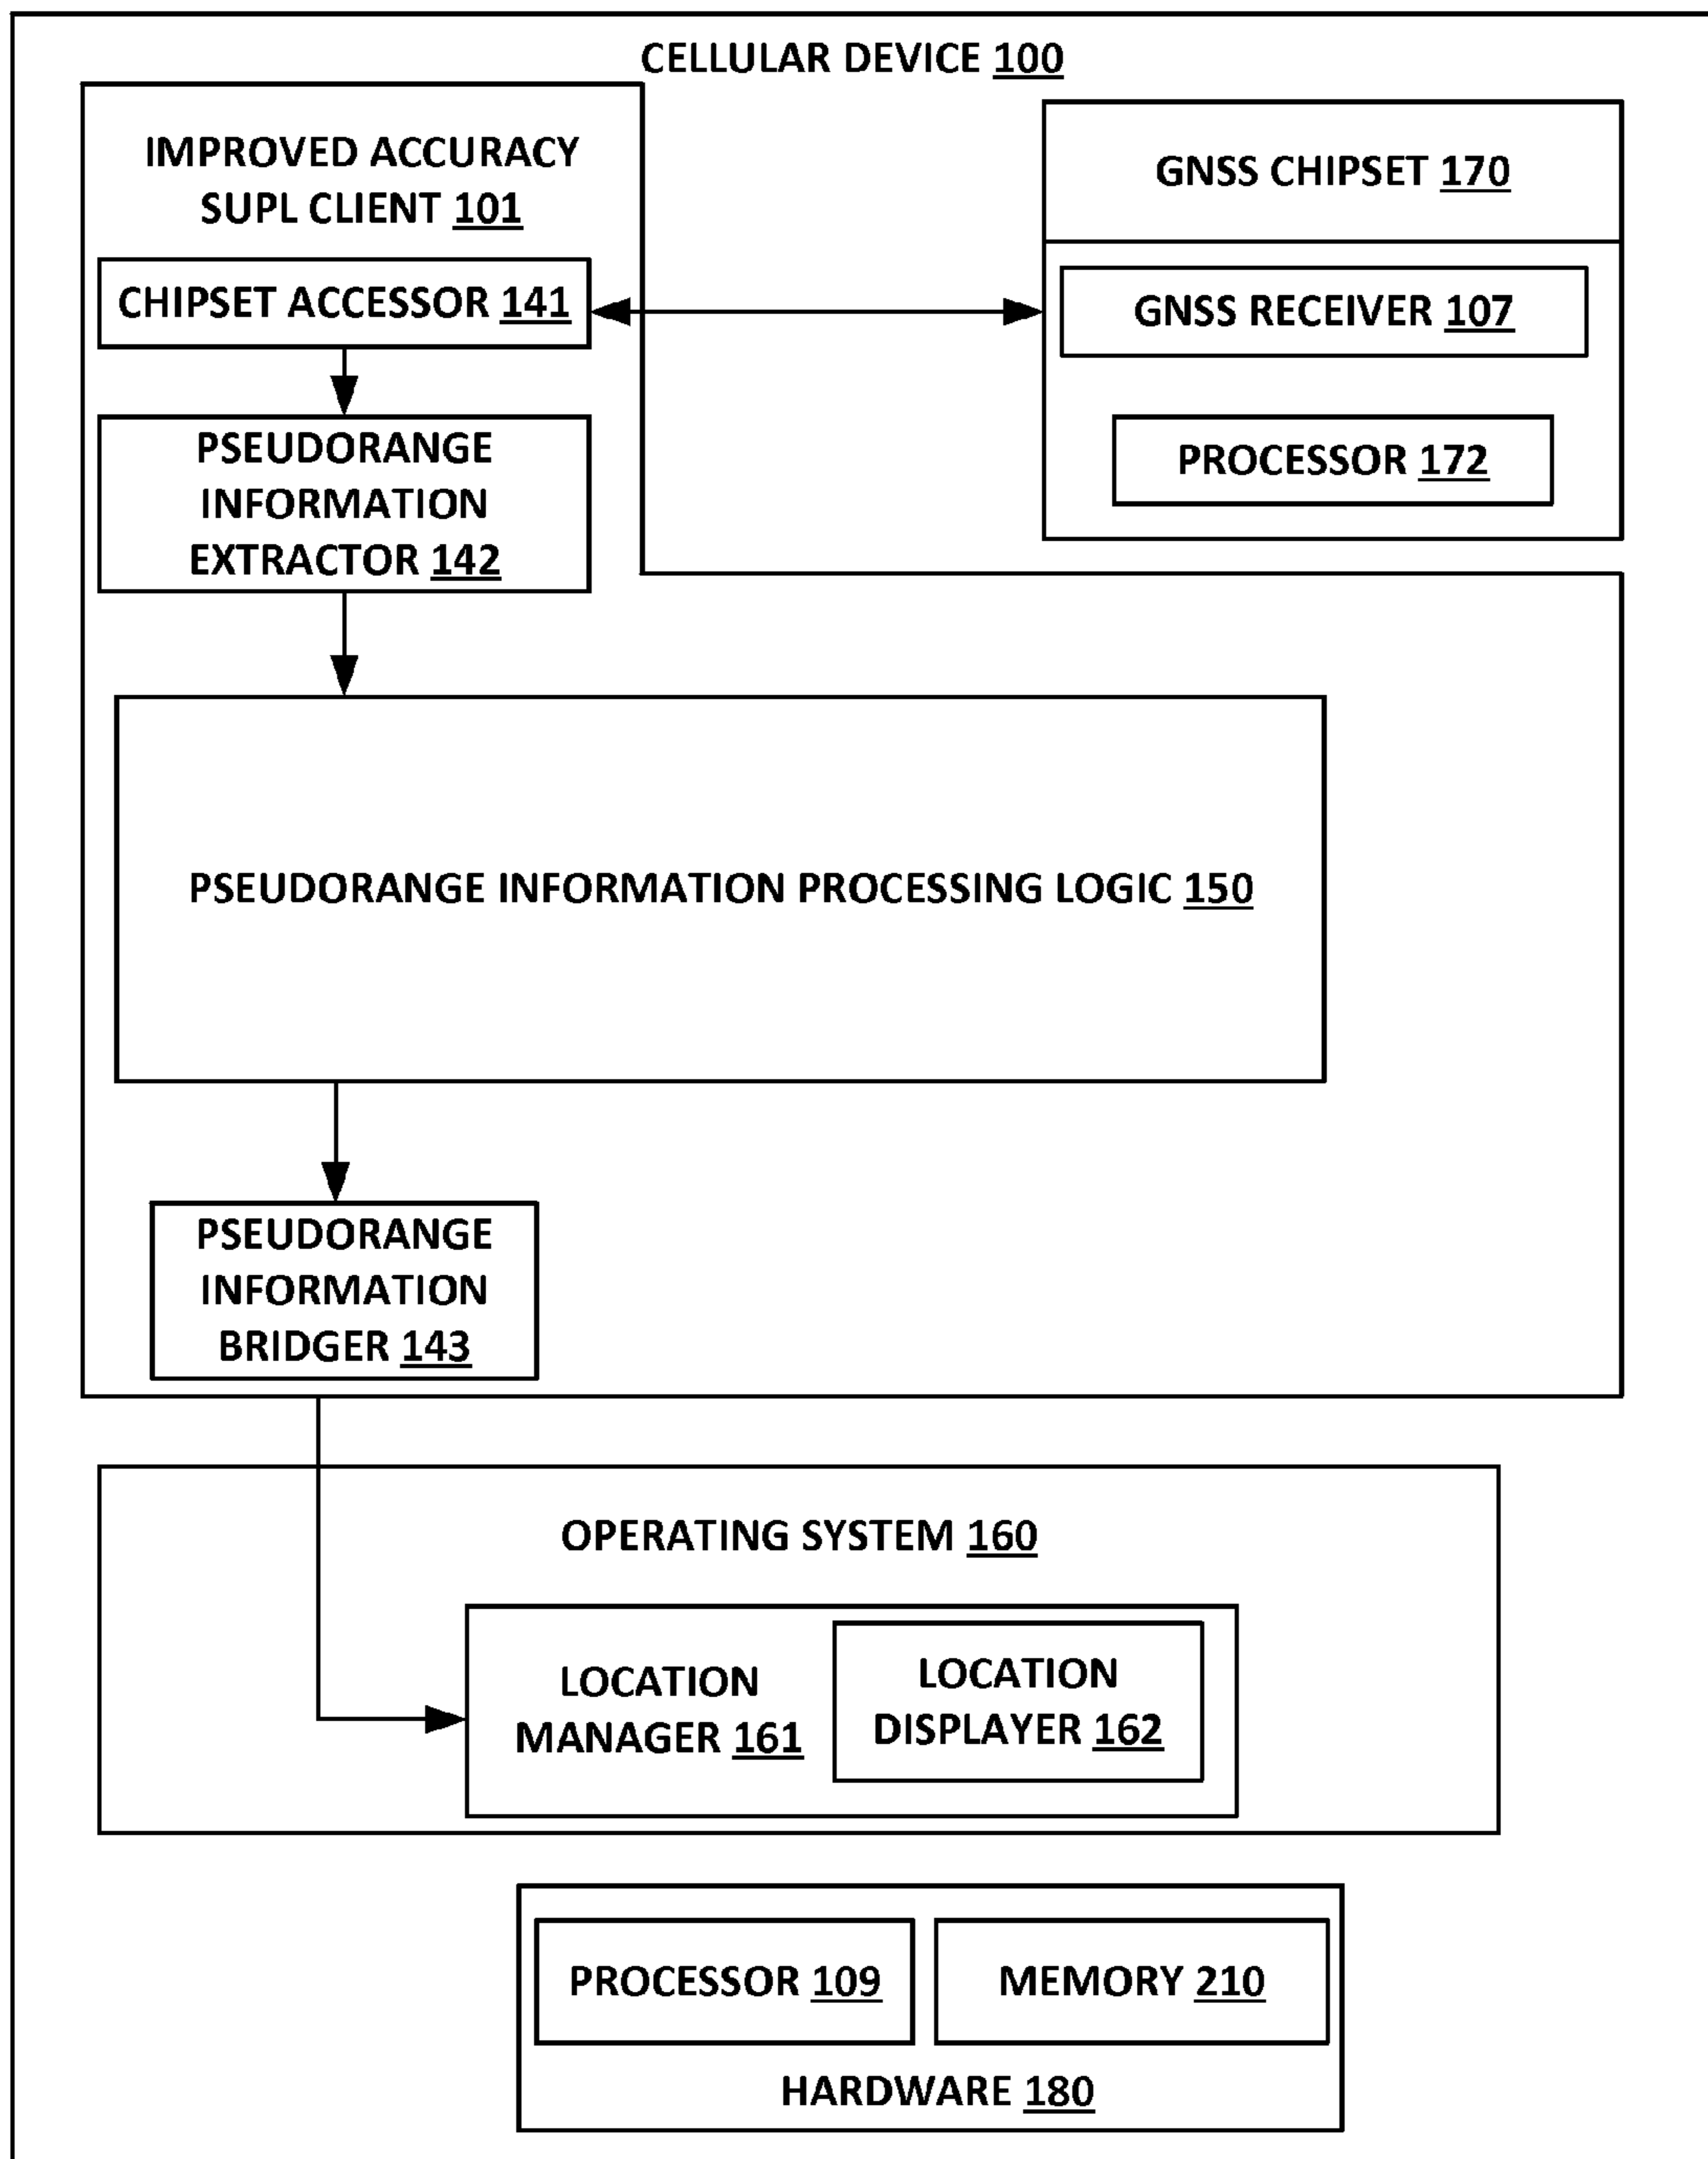 CELLULAR DEVICE 100
IMPROVED ACCURACY
SUPL CLIENT 101
GNSS CHIPSET 170
CHIPSET ACCESSOR 141
GNSS RECEIVER 107
PROCESSOR 172
PSEUDORANGE
INFORMATION
EXTRACTOR 142
PSEUDORANGE INFORMATION PROCESSING LOGIC 150
PSEUDORANGE
INFORMATION
BRIDGER 143
OPERATING SYSTEM 160
LOCATION
MANAGER 161
LOCATION
DISPLAYER 162
PROCESSOR 109
MEMORY 210
HARDWARE 180